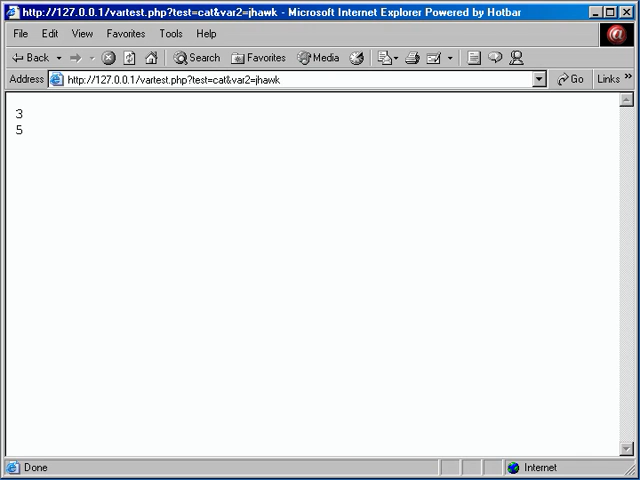 http://127.0.0.1/vartest.php?test=cat&var2=jhawk - Microsoft Internet Explorer Powered by Hotbar
File Edit View Favorites Tools Help
Back Search Favorites Media
Address http://127.0.0.1/vartest.php?test=cat&var2=jhawk Go Links »
3
5
Done Internet